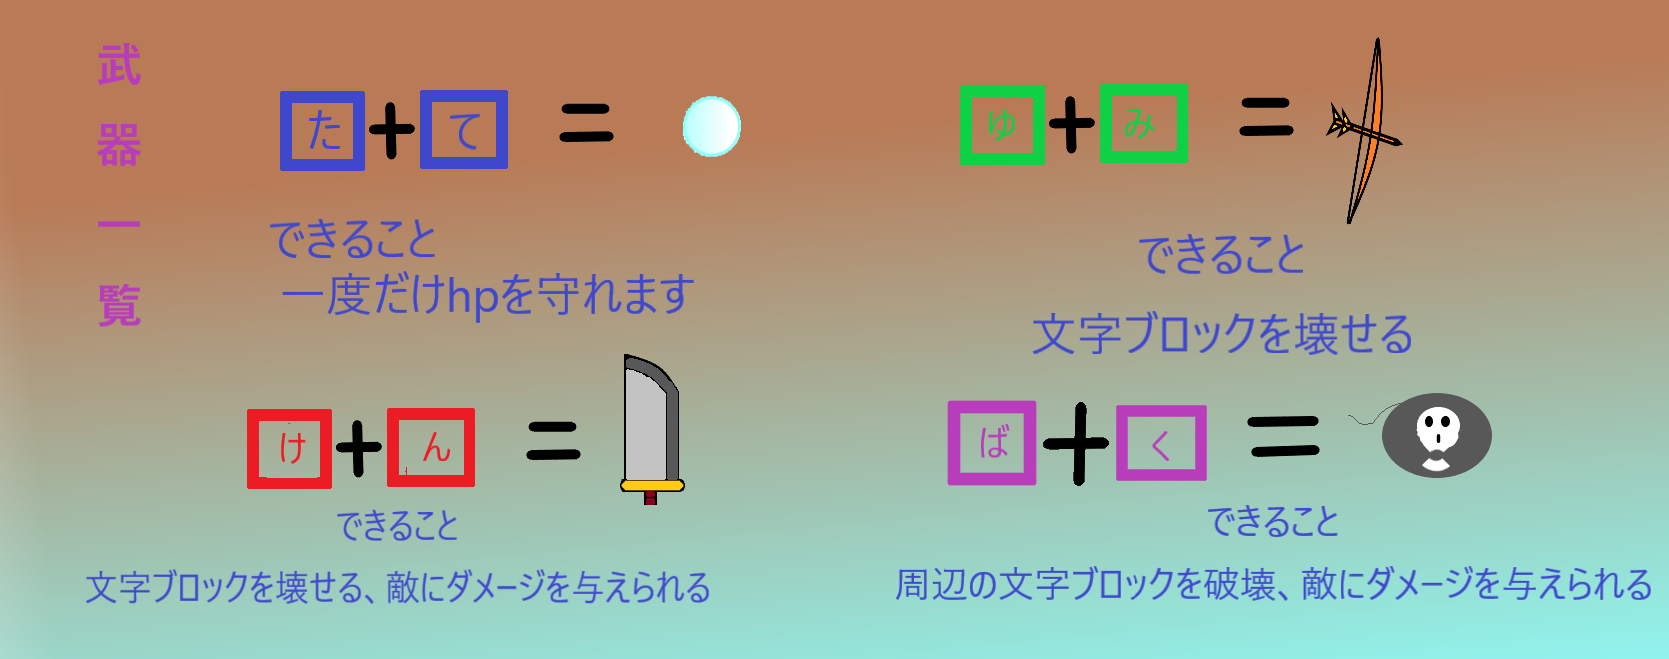 武器一覧
た+て=
できること
一度だけhpを守れます
ゆ+み=
できること
文字ブロックを壊せる
け+ん=
できること
文字ブロックを壊せる、敵にダメージを与えられる
ば+く=
できること
周辺の文字ブロックを破壊、敵にダメージを与えられる